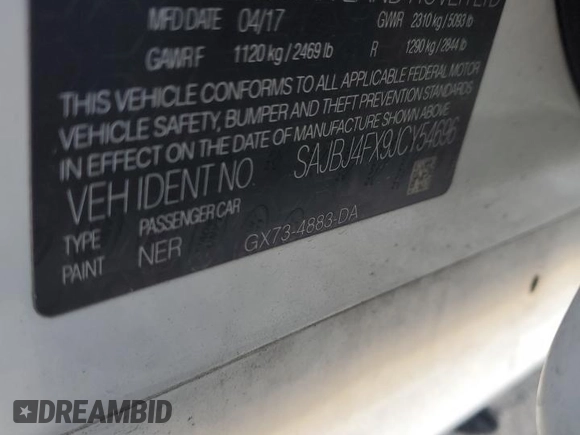 MFD DATE 04/17 GVWR 2310 kg / 5093 lb
GAWR F 1120 kg / 2469 lb R 1290 kg / 2844 lb
THIS VEHICLE CONFORMS TO ALL APPLICABLE FEDERAL MOTOR
VEHICLE SAFETY, BUMPER AND THEFT PREVENTION STANDARDS
IN EFFECT ON THE DATE OF MANUFACTURE SHOWN ABOVE
VEH IDENT NO SAJBJ4FX9JCY54696
TYPE PASSENGER CAR
PAINT NER GX73-4883-DA
DREAMBID